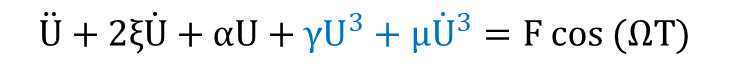 Ü + 2ξU̇ + αU + γU³ + μU̇³ = F cos (ΩT)